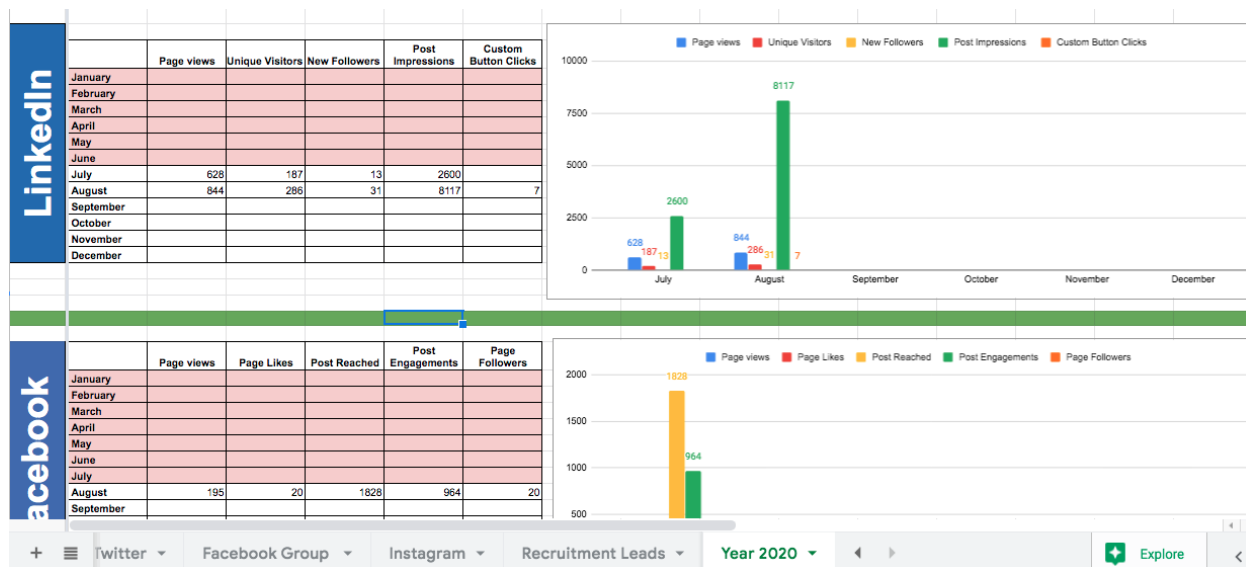 LinkedIn
Page views Unique Visitors New Followers Post Impressions Custom Button Clicks
January
February
March
April
May
June
July 628 187 13 2600
August 844 286 31 8117 7
September
October
November
December
Page views Unique Visitors New Followers Post Impressions Custom Button Clicks
10000
7500
5000
2500
0
628 187 13 2600
844 286 31 8117 7
July August September October November December
acebook
Page views Page Likes Post Reached Post Engagements Page Followers
January
February
March
April
May
June
July
August 195 20 1828 964 20
September
Page views Page Likes Post Reached Post Engagements Page Followers
2000
1500
1000
500
1828
964
Twitter Facebook Group Instagram Recruitment Leads Year 2020 Explore